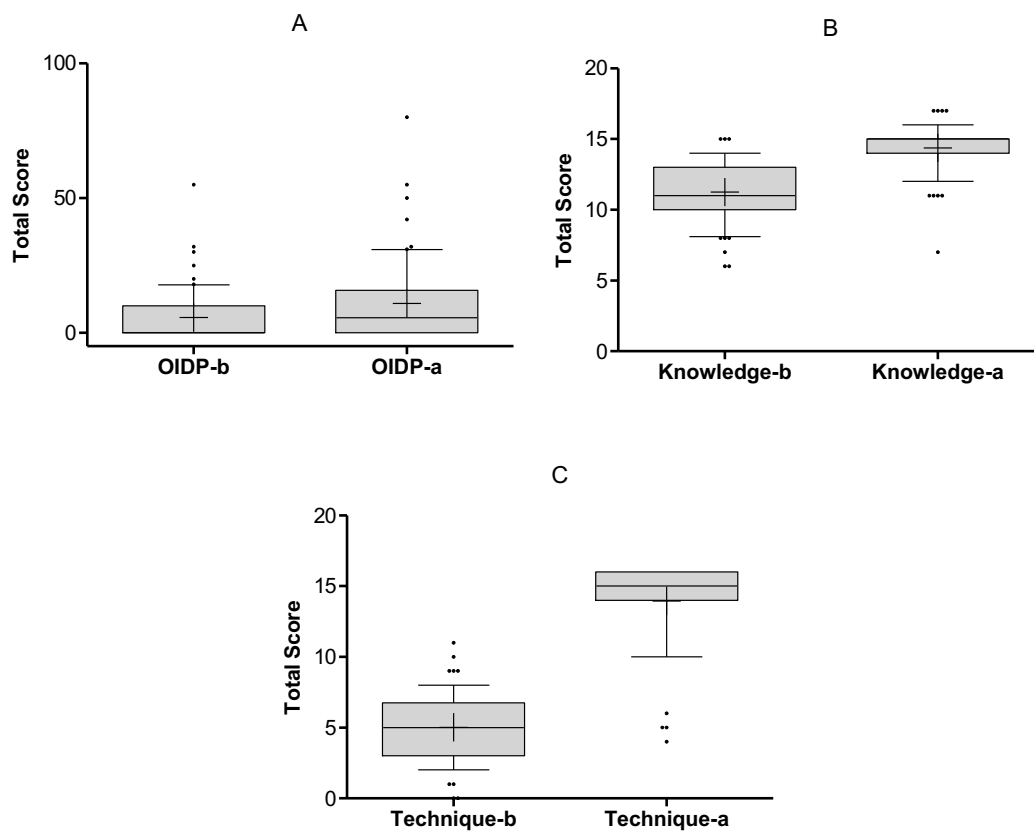 A
100
50
0
Total Score
OIDP-b
OIDP-a
B
20
15
10
5
0
Total Score
Knowledge-b
Knowledge-a
C
20
15
10
5
0
Total Score
Technique-b
Technique-a